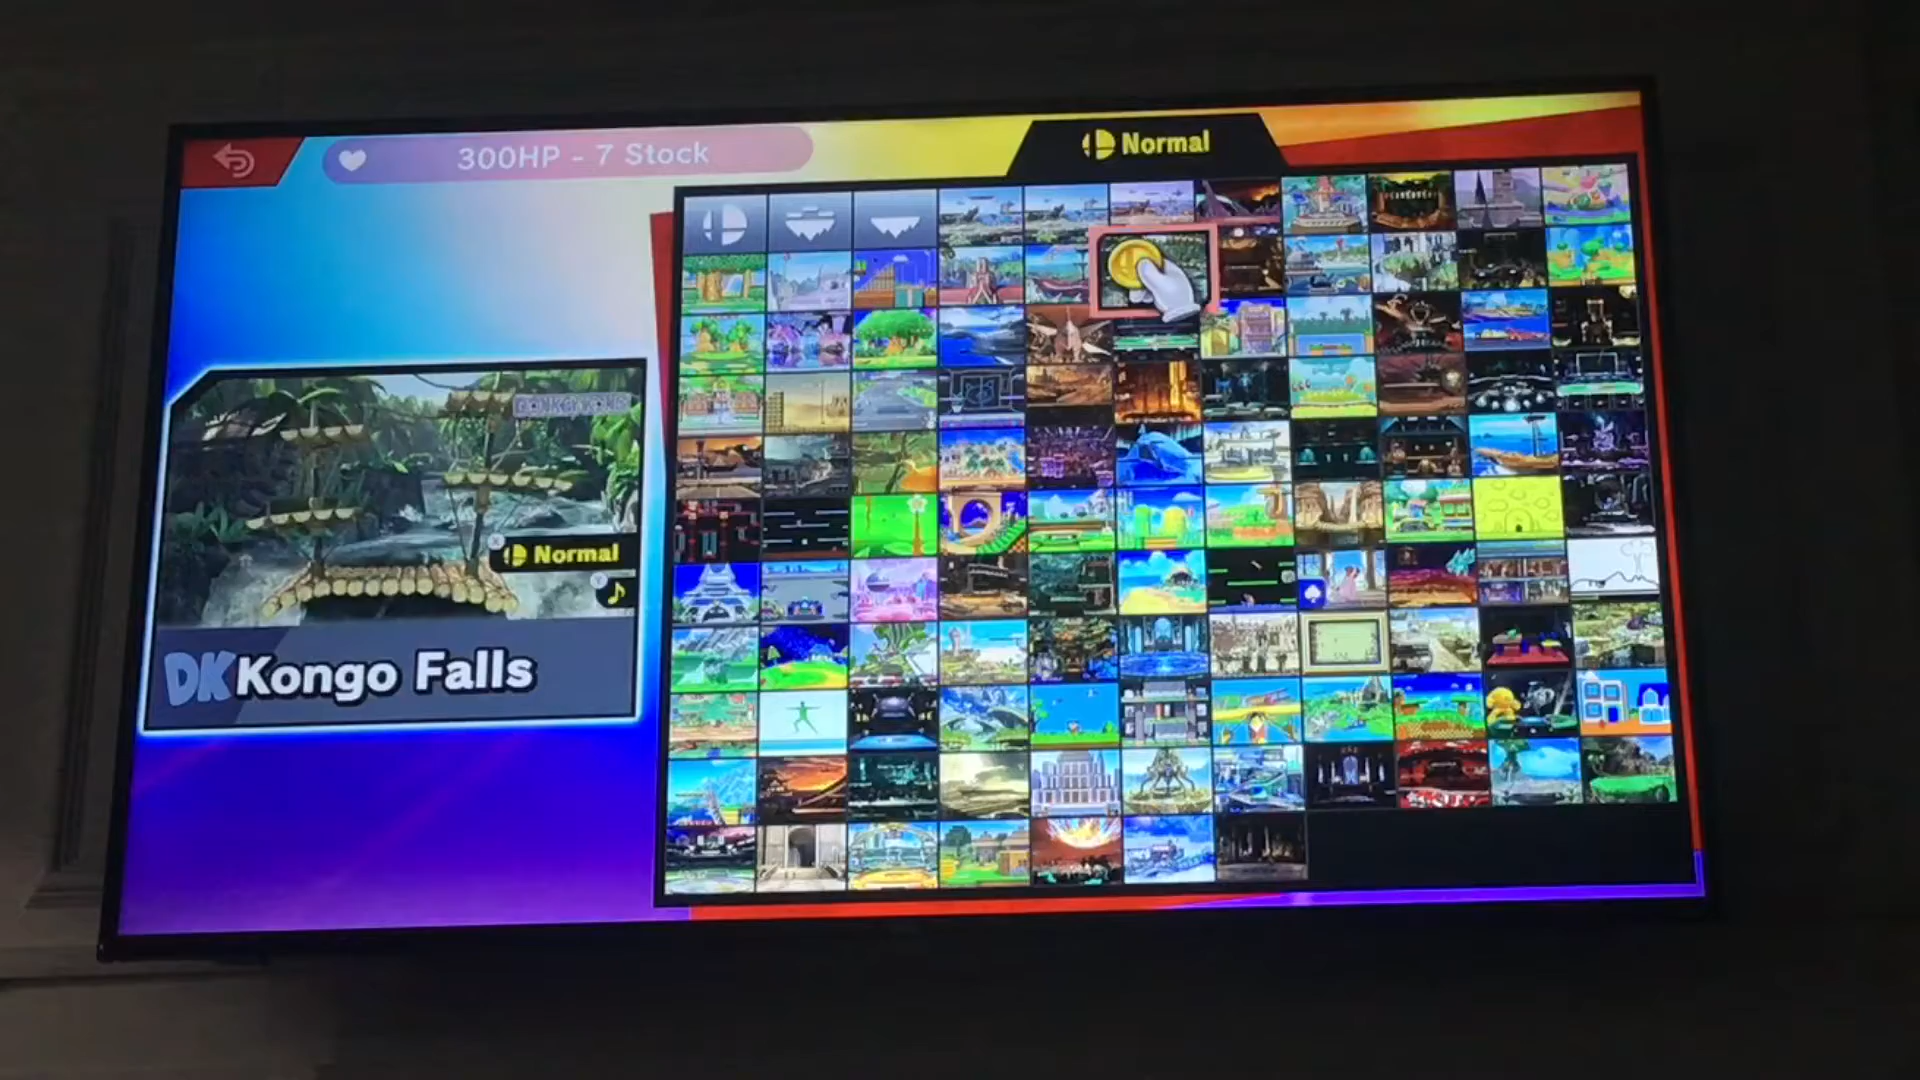 300HP - 7 Stock
Normal
DONKEY KONG
X Normal
Y
DK Kongo Falls